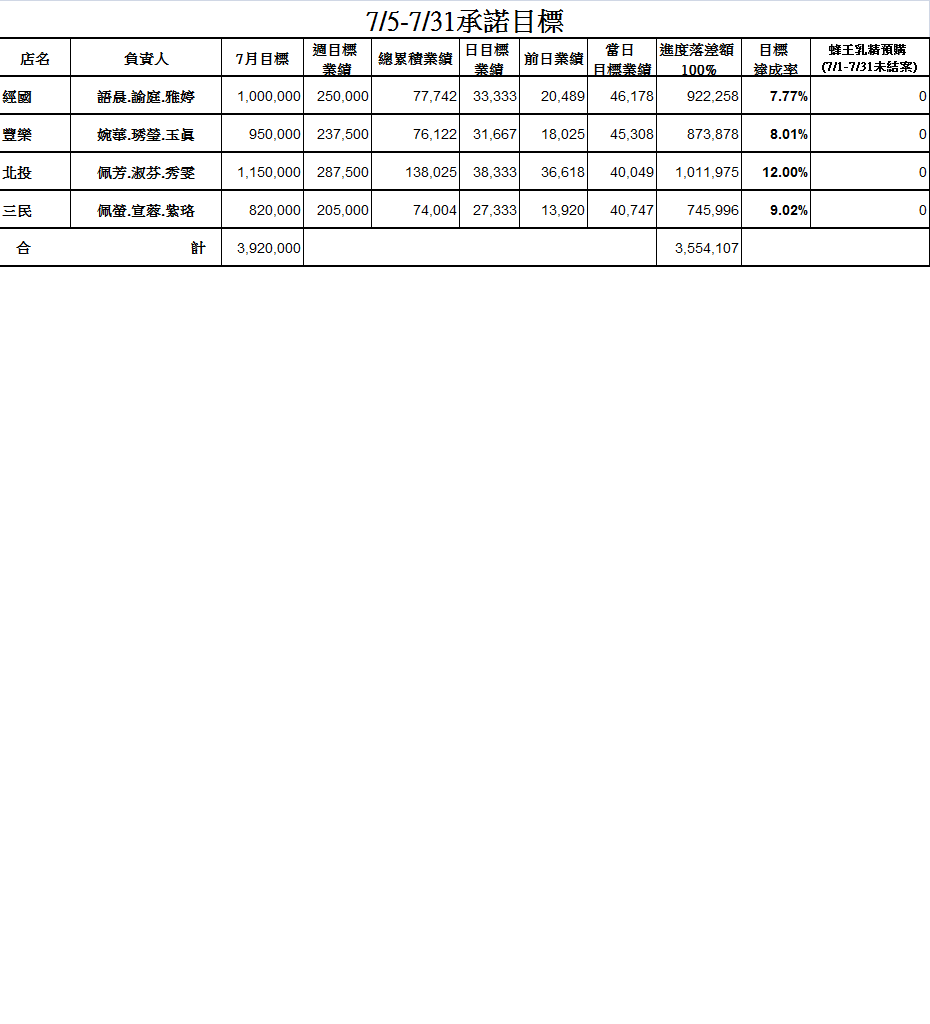 7/5-7/31承諾目標
店名 負責人 7月目標 週目標業績 總累積業績 日目標業績 前日業績 當日目標業績 進度落差額100% 目標達成率 蜂王乳精預購(7/1-7/31未結案)
經國 語晨.諭庭.雅婷 1,000,000 250,000 77,742 33,333 20,489 46,178 922,258 7.77% 0
豐樂 婉華.琇瑩.玉眞 950,000 237,500 76,122 31,667 18,025 45,308 873,878 8.01% 0
北投 佩芳.淑芬.秀雯 1,150,000 287,500 138,025 38,333 36,618 40,049 1,011,975 12.00% 0
三民 佩螢.宣蓉.紫珞 820,000 205,000 74,004 27,333 13,920 40,747 745,996 9.02% 0
合 計 3,920,000 3,554,107